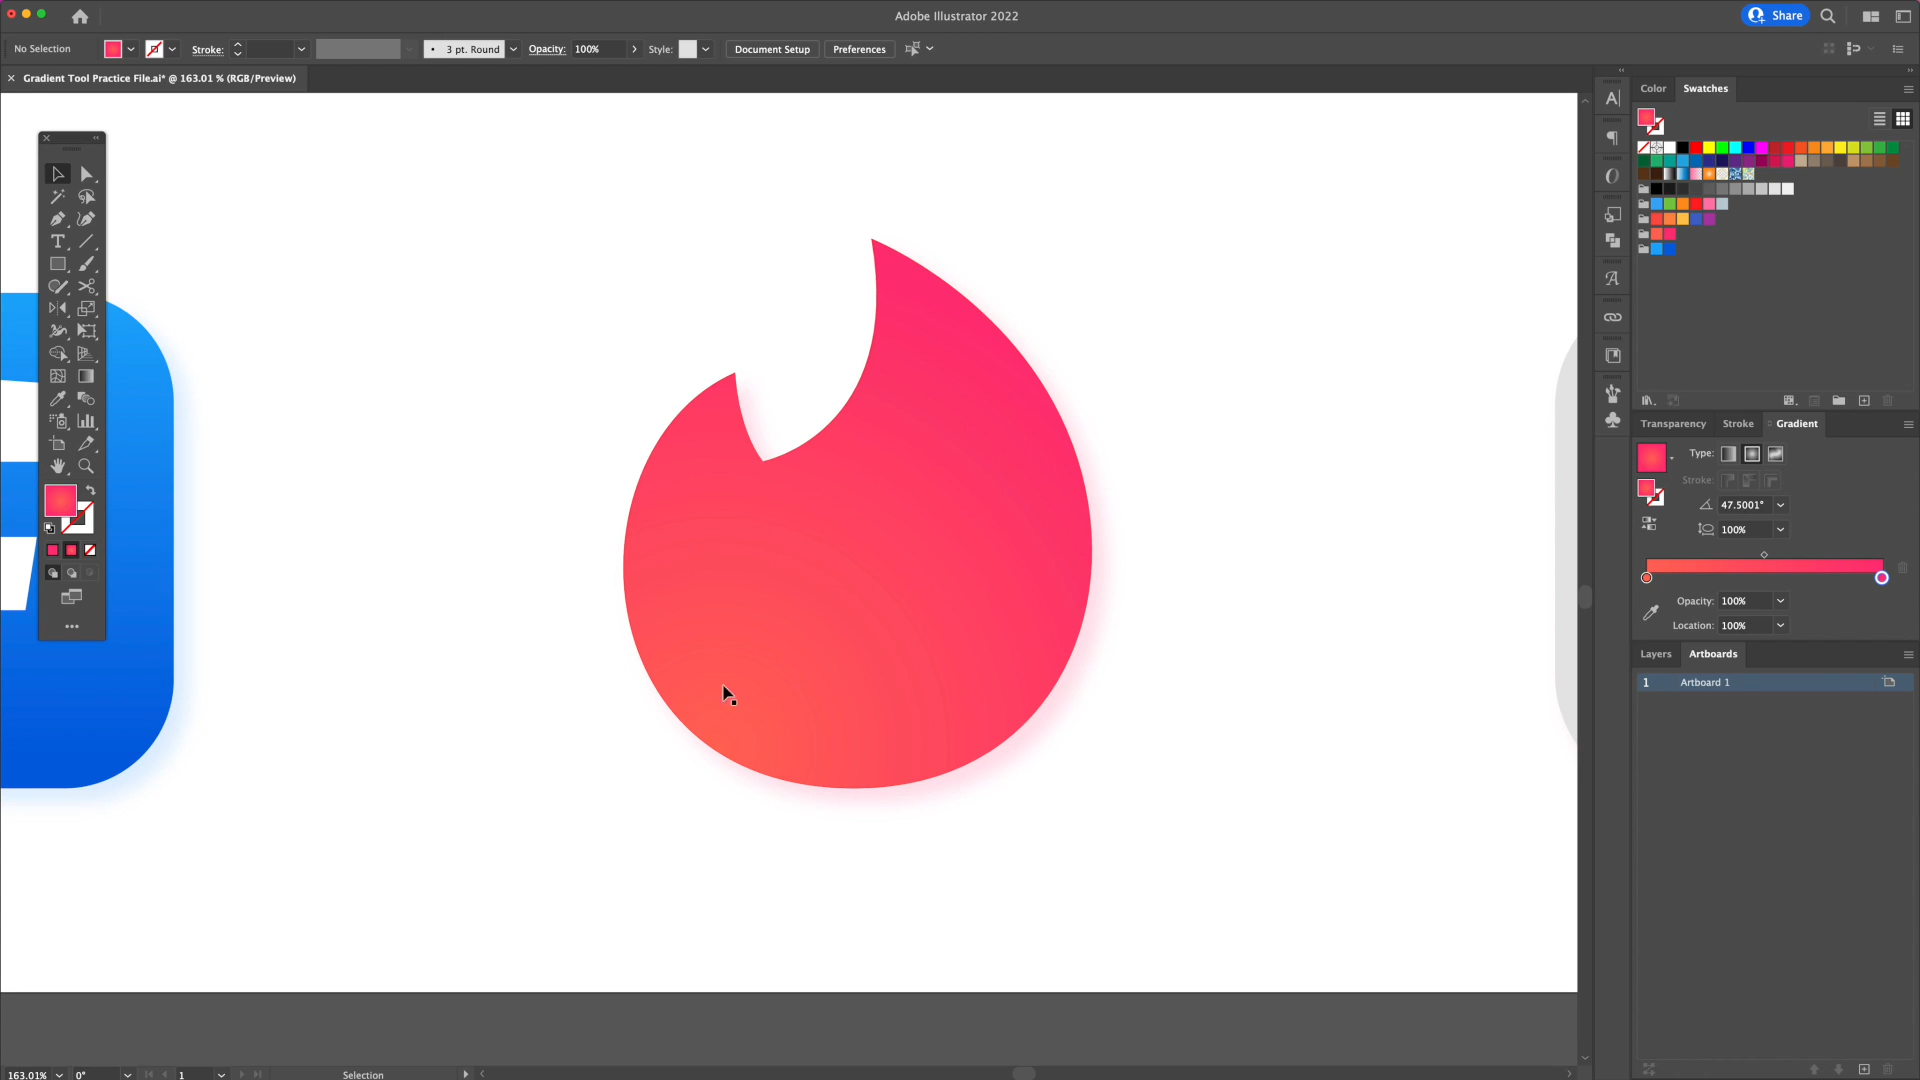 Adobe Illustrator 2022
Share
No Selection
Stroke:
3 pt. Round
Opacity:
100%
Style:
Document Setup
Preferences
Gradient Tool Practice File.ai* @ 163.01 % (RGB/Preview)
Color
Swatches
Transparency
Stroke
Gradient
Type:
Stroke:
47.5001°
100%
Opacity: 100%
Location: 100%
Layers
Artboards
1
Artboard 1
163.01%
0°
1
Selection